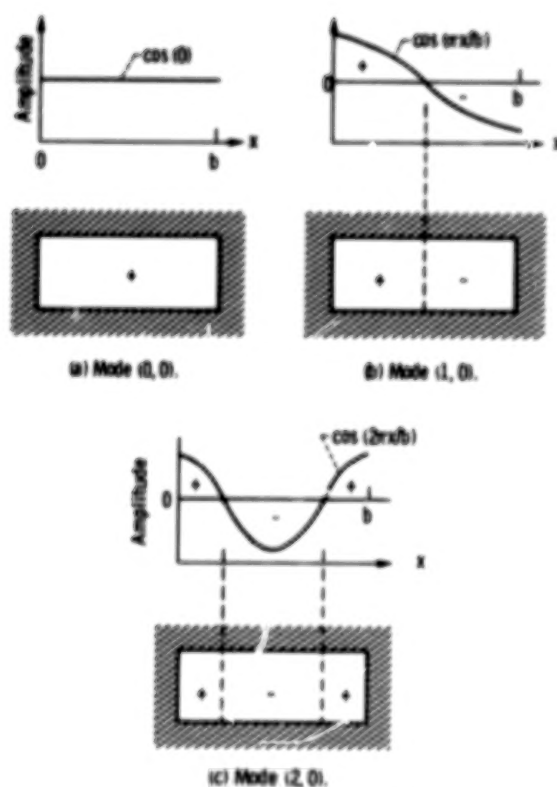 Amplitude
cos (0)
0
b
x
+
(a) Mode (0, 0).
cos (πx/b)
+
0
-
b
x
+
-
(b) Mode (1, 0).
Amplitude
cos (2πx/b)
+
+
0
-
b
x
+
-
+
(c) Mode (2, 0).